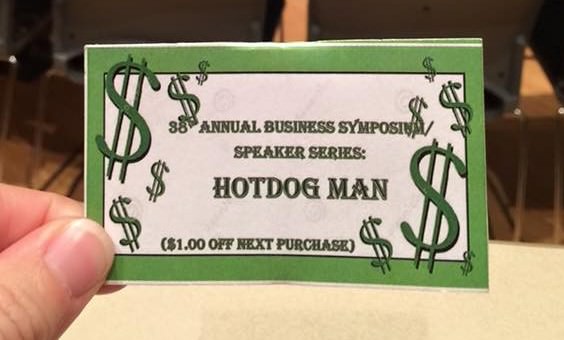 38th ANNUAL BUSINESS SYMPOSIUM/
SPEAKER SERIES:
HOTDOG MAN
($1.00 OFF NEXT PURCHASE)